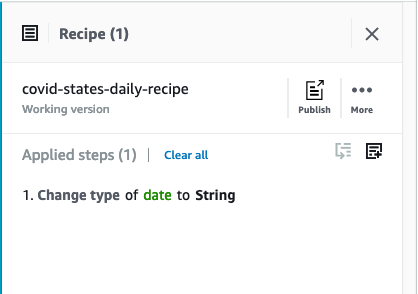 Recipe (1)
covid-states-daily-recipe
Working version
Publish
More
Applied steps (1) | Clear all
1. Change type of date to String